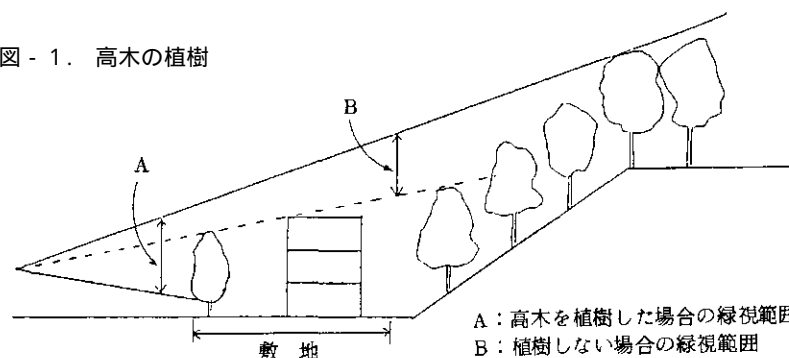 図 - 1. 高木の植樹
B
A
敷 地
A:高木を植樹した場合の緑視範囲
B:植樹しない場合の緑視範囲